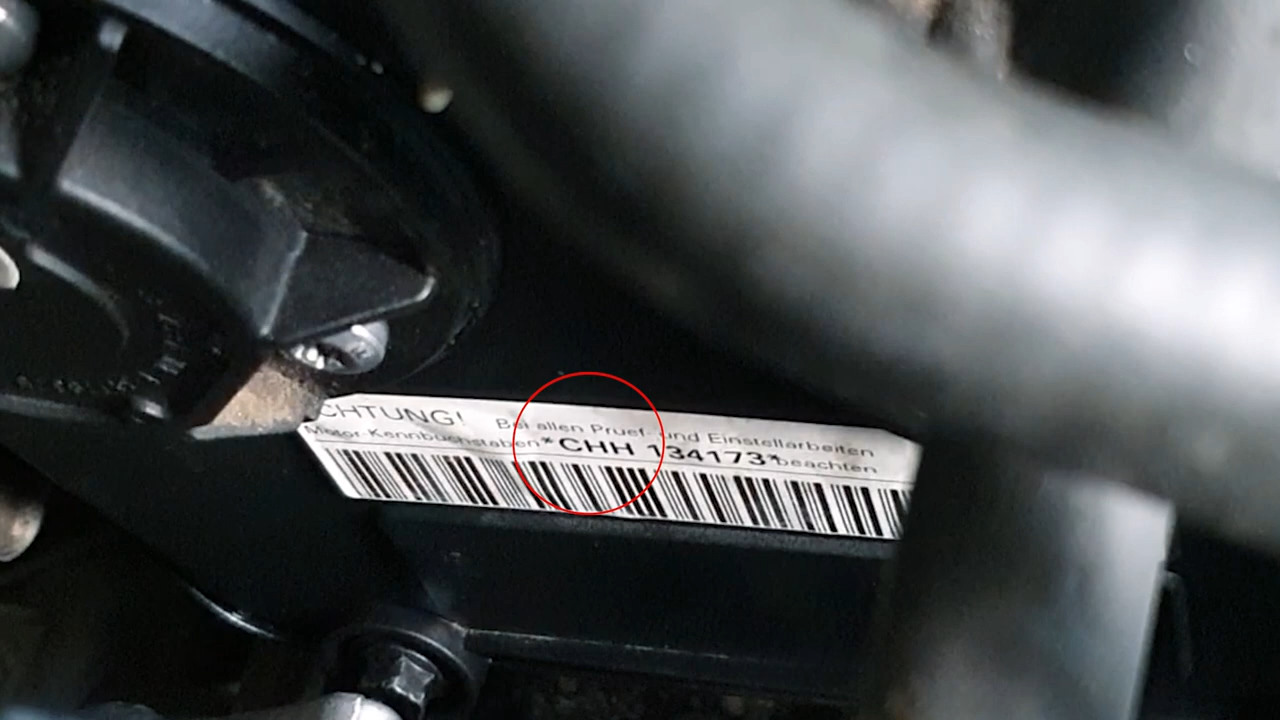 CHTUNG! Bei allen Pruef- und Einstellarbeiten
Motor-Kennbuchstaben *CHH 134173* beachten